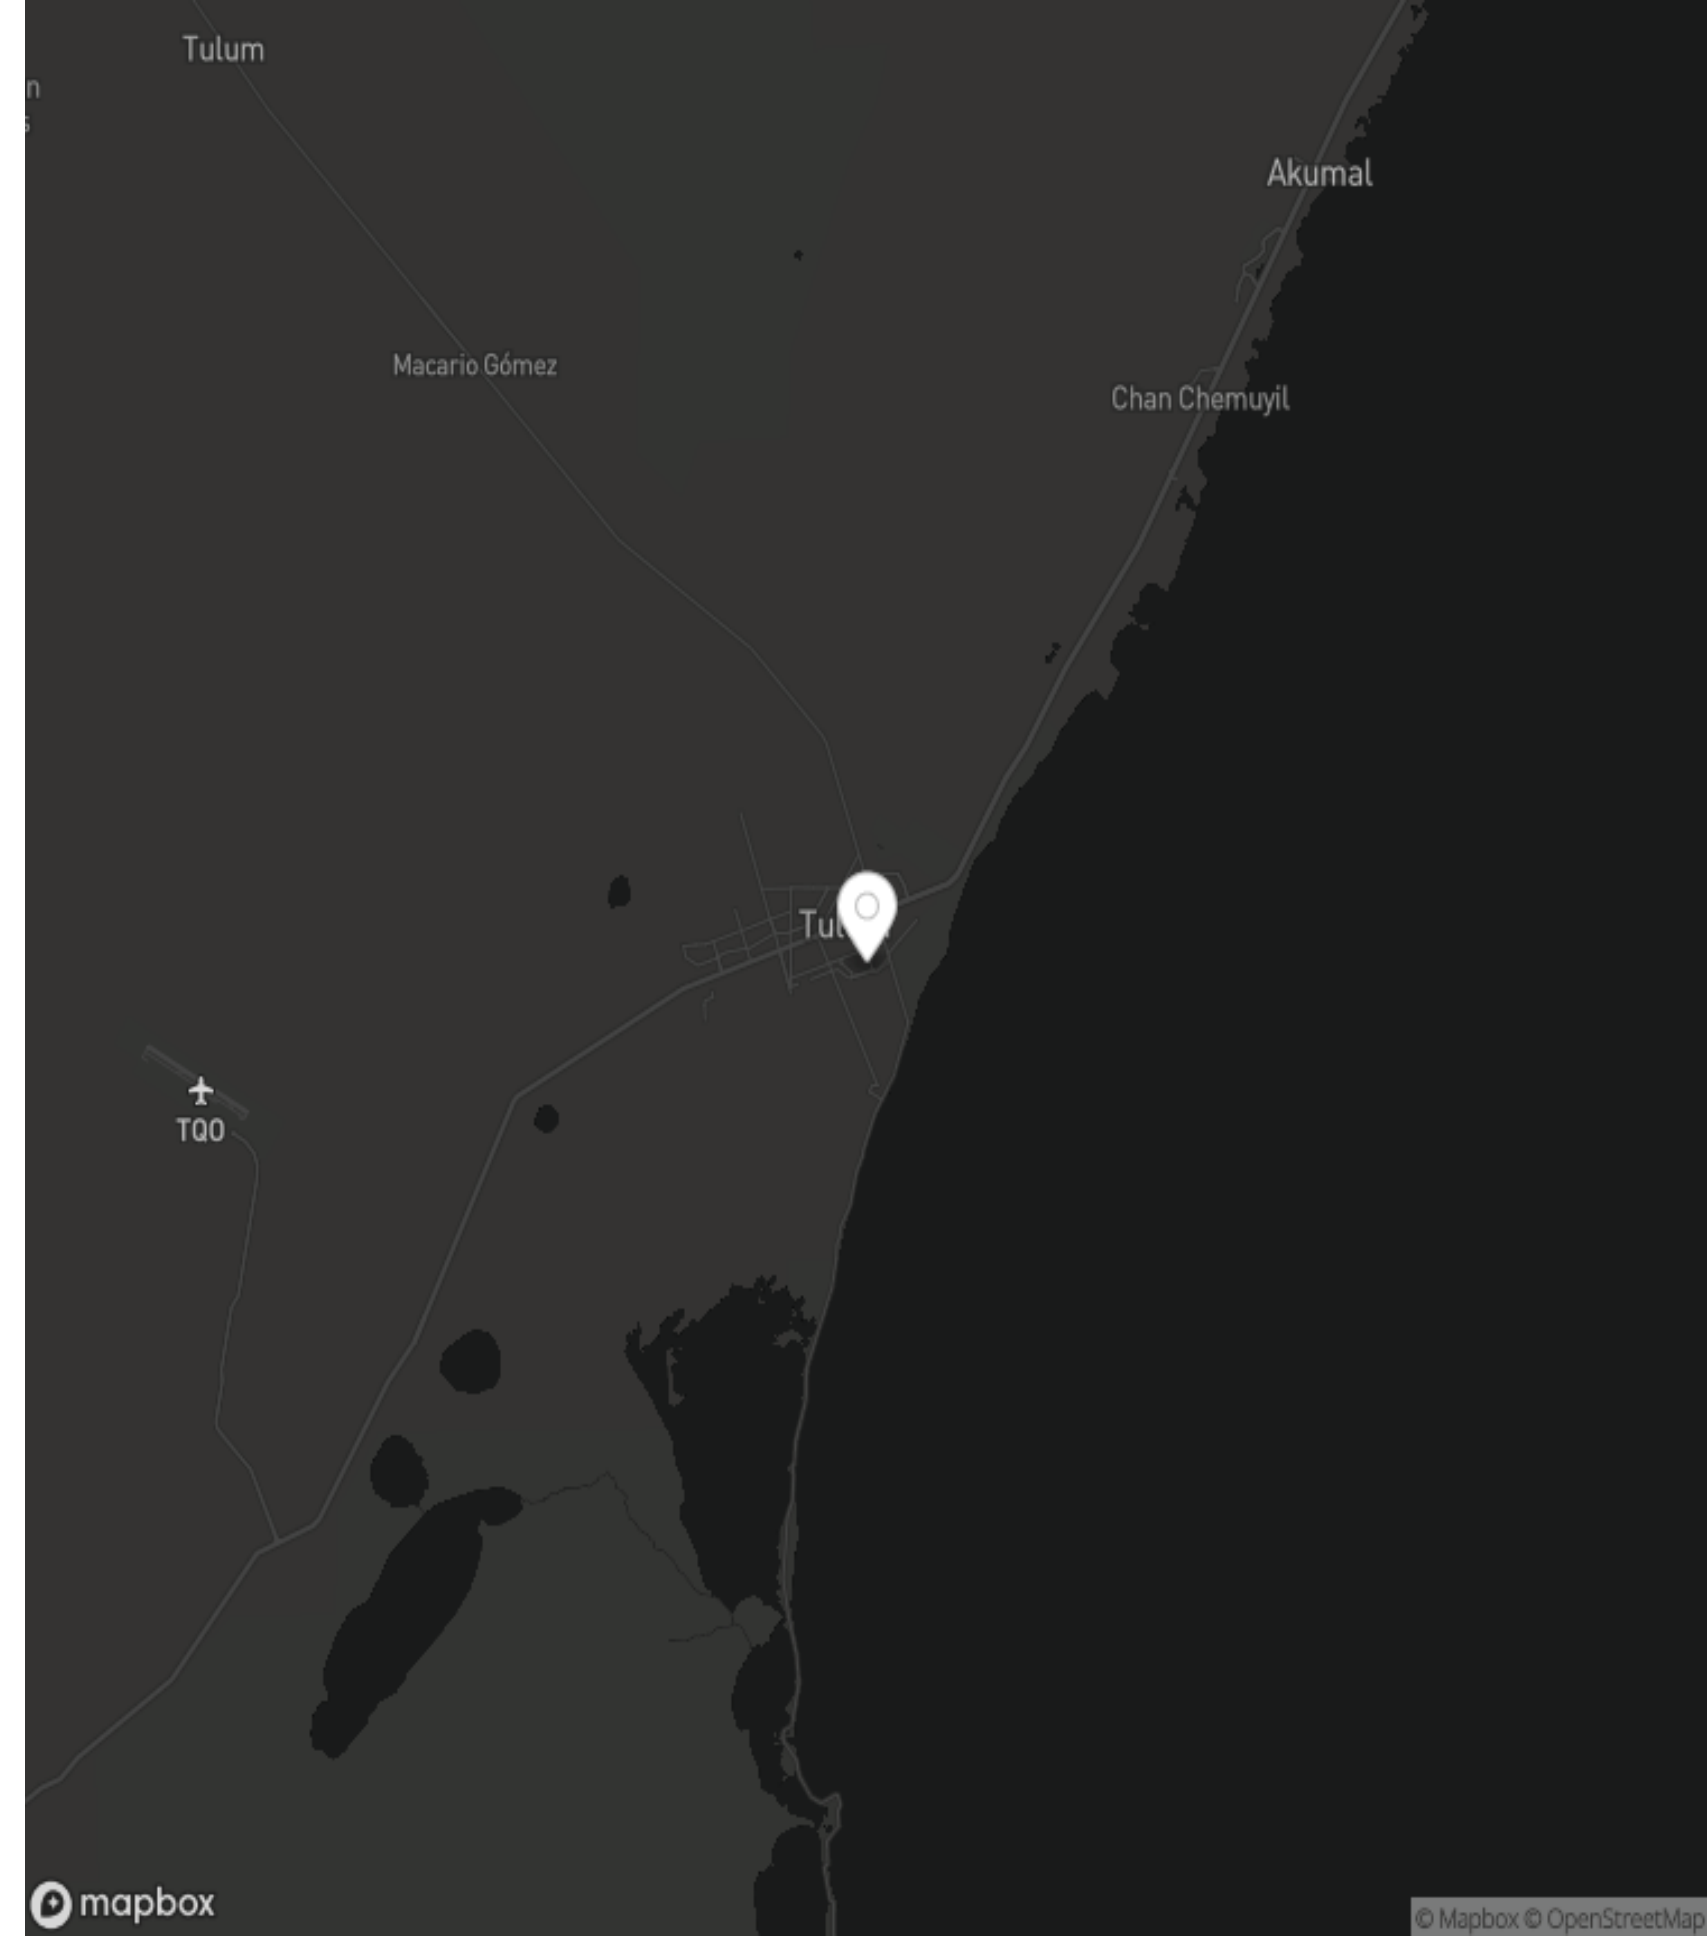 Tulum
n
s
Akumal
Macario Gómez
Chan Chemuyil
TQO
mapbox
© Mapbox © OpenStreetMap